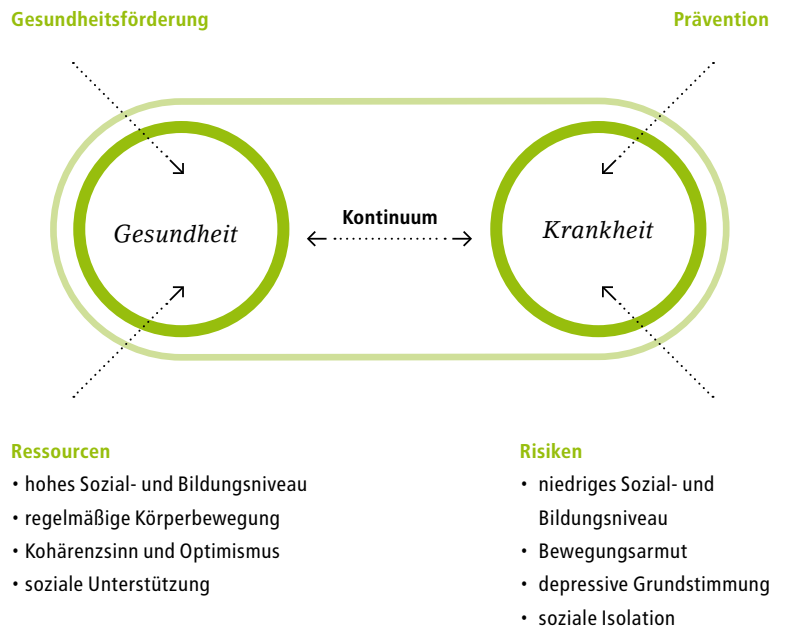 Gesundheitsförderung
Prävention
Gesundheit
Kontinuum
Krankheit
Ressourcen
• hohes Sozial- und Bildungsniveau
• regelmäßige Körperbewegung
• Kohärenzsinn und Optimismus
• soziale Unterstützung
Risiken
• niedriges Sozial- und
Bildungsniveau
• Bewegungsarmut
• depressive Grundstimmung
• soziale Isolation